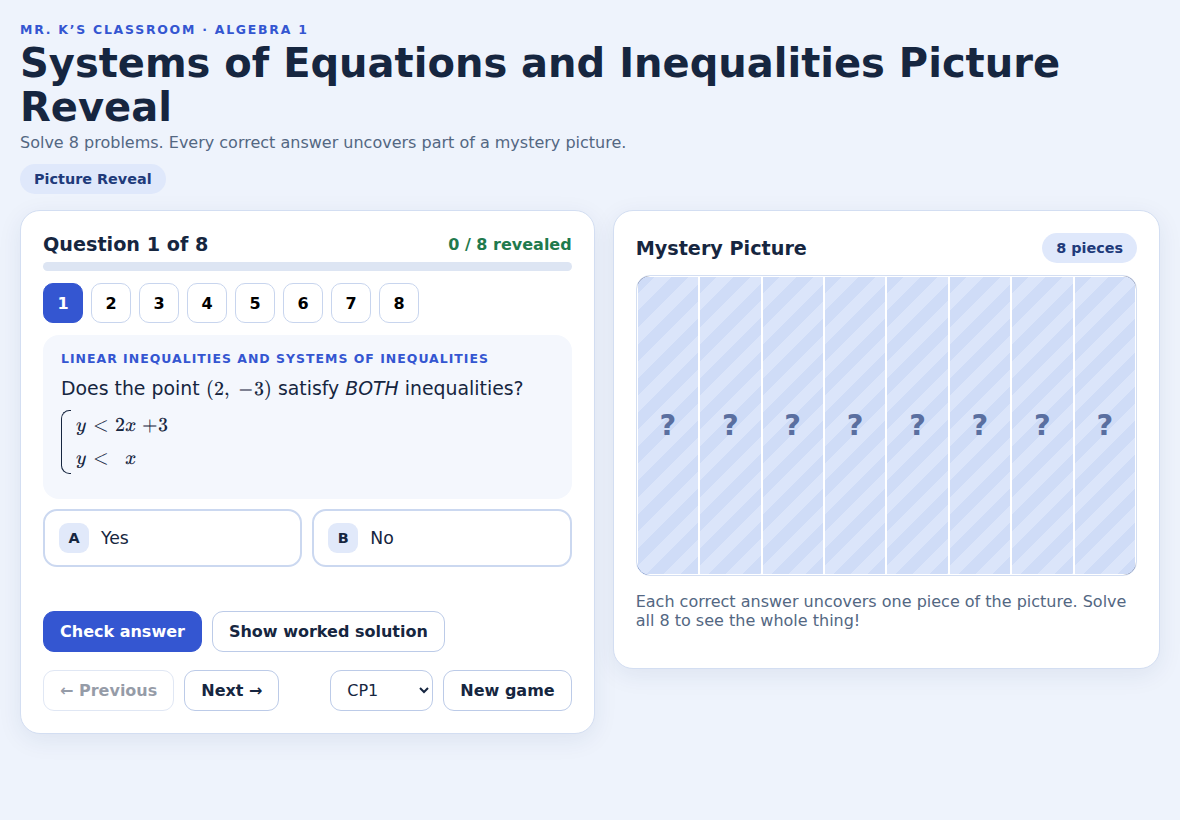 MR. K’S CLASSROOM · ALGEBRA 1
Systems of Equations and Inequalities Picture
Reveal
Solve 8 problems. Every correct answer uncovers part of a mystery picture.
Picture Reveal
Question 1 of 8
0 / 8 revealed
1 2 3 4 5 6 7 8
LINEAR INEQUALITIES AND SYSTEMS OF INEQUALITIES
Does the point (2, −3) satisfy BOTH inequalities?
y < 2x +3
y < x
A Yes
B No
Check answer
Show worked solution
← Previous
Next →
CP1
New game
Mystery Picture
8 pieces
? ? ? ? ? ? ? ?
Each correct answer uncovers one piece of the picture. Solve
all 8 to see the whole thing!